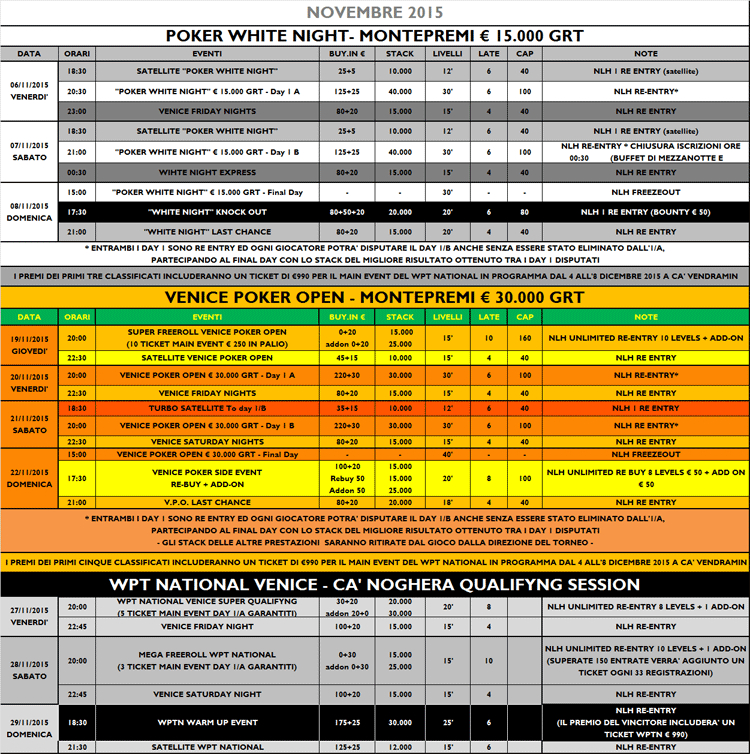 NOVEMBRE 2015
POKER WHITE NIGHT- MONTEPREMI € 15.000 GRT
DATA ORARI EVENTI BUY.IN € STACK LIVELLI LATE CAP NOTE
06/11/2015 VENERDI'
18:30 SATELLITE "POKER WHITE NIGHT" 25+5 10.000 12' 6 40 NLH 1 RE ENTRY (satellite)
20:30 "POKER WHITE NIGHT" € 15.000 GRT - Day 1 A 125+25 40.000 30' 6 100 NLH RE-ENTRY*
23:00 VENICE FRIDAY NIGHTS 80+20 15.000 15' 4 40 NLH RE ENTRY
07/11/2015 SABATO
18:30 SATELLITE "POKER WHITE NIGHT" 25+5 10.000 12' 6 40 NLH 1 RE ENTRY (satellite)
21:00 "POKER WHITE NIGHT" € 15.000 GRT - Day 1 B 125+25 40.000 30' 6 100 NLH RE-ENTRY * CHIUSURA ISCRIZIONI ORE
00:30 (BUFFET DI MEZZANOTTE E
00:30 WIHTE NIGHT EXPRESS 80+20 15.000 15' 4 40 NLH RE ENTRY
08/11/2015 DOMENICA
15:00 "POKER WHITE NIGHT" € 15.000 GRT - Final Day - - 30' - - NLH FREEZOUT
17:30 "WHITE NIGHT" KNOCK OUT 80+50+20 20.000 20' 6 80 NLH 1 RE ENTRY (BOUNTY € 50)
21:00 "WHITE NIGHT" LAST CHANCE 80+20 15.000 15' 4 40 NLH RE ENTRY
* ENTRAMBI I DAY 1 SONO RE ENTRY ED OGNI GIOCATORE POTRA' DISPUTARE IL DAY 1/B ANCHE SENZA ESSERE STATO ELIMINATO DALL'1/A,
PARTECIPANDO AL FINAL DAY CON LO STACK DEL MIGLIORE RISULTATO OTTENUTO TRA I DAY 1 DISPUTATI
I PREMI DEI PRIMI TRE CLASSIFICATI INCLUDERANNO UN TICKET DI €990 PER IL MAIN EVENT DEL WPT NATIONAL IN PROGRAMMA DAL 4 ALL'8 DICEMBRE 2015 A CA' VENDRAMIN
VENICE POKER OPEN - MONTEPREMI € 30.000 GRT
DATA ORARI EVENTI BUY.IN € STACK LIVELLI LATE CAP NOTE
19/11/2015 GIOVEDI'
20:00 SUPER FREEROLL VENICE POKER OPEN 0+20 15.000 15' 10 160 NLH UNLIMITED RE-ENTRY 10 LEVELS + ADD-ON
(10 TICKET MAIN EVENT € 250 IN PALIO) addon 0+20 25.000
22:30 SATELLITE VENICE POKER OPEN 45+15 10.000 15' 4 40 NLH RE ENTRY
20/11/2015 VENERDI'
20:00 VENICE POKER OPEN € 30.000 GRT - Day 1 A 220+30 30.000 30' 6 100 NLH RE-ENTRY*
22:30 VENICE FRIDAY NIGHTS 80+20 15.000 15' 4 40 NLH RE ENTRY
21/11/2015 SABATO
18:30 TURBO SATELLITE To day 1/B 35+15 10.000 12' 6 40 NLH 1 RE ENTRY
20:00 VENICE POKER OPEN € 30.000 GRT - Day 1 B 220+30 30.000 30' 6 100 NLH RE-ENTRY*
22:30 VENICE SATURDAY NIGHTS 80+20 15.000 15' 4 40 NLH RE ENTRY
22/11/2015 DOMENICA
15:00 VENICE POKER OPEN € 30.000 GRT - Final Day - - 40' - - NLH FREEZOUT
17:30 VENICE POKER SIDE EVENT RE-BUY + ADD-ON 100+20 15.000 20' 8 100 NLH UNLIMITED RE BUY 8 LEVELS € 50 + ADD ON
Rebuy 50 15.000 € 50
Addon 50 25.000
21:00 V.P.O. LAST CHANCE 80+20 20.000 18' 4 40 NLH RE ENTRY
* ENTRAMBI I DAY 1 SONO RE ENTRY ED OGNI GIOCATORE POTRA' DISPUTARE IL DAY 1/B ANCHE SENZA ESSERE STATO ELIMINATO DALL'1/A,
PARTECIPANDO AL FINAL DAY CON LO STACK DEL MIGLIORE RISULTATO OTTENUTO TRA I DAY 1 DISPUTATI
- GLI STACK DELLE ALTRE PRESTAZIONI SARANNO RITIRATE DAL GIOCO DALLA DIREZIONE DEL TORNEO -
I PREMI DEI PRIMI CINQUE CLASSIFICATI INCLUDERANNO UN TICKET DI €990 PER IL MAIN EVENT DEL WPT NATIONAL IN PROGRAMMA DAL 4 ALL'8 DICEMBRE 2015 A CA' VENDRAMIN
WPT NATIONAL VENICE - CA' NOGHERA QUALIFYNG SESSION
27/11/2015 VENERDI'
20:00 WPT NATIONAL VENICE SUPER QUALIFYNG 30+20 20.000 20' 8 NLH UNLIMITED RE-ENTRY 8 LEVELS + 1 ADD-ON
(5 TICKET MAIN EVENT DAY 1/A GARANTITI) addon 20+0 30.000
22:45 VENICE FRIDAY NIGHT 100+20 15.000 15' 4 NLH RE-ENTRY
28/11/2015 SABATO
20:00 MEGA FREEROLL WPT NATIONAL 0+30 15.000 15' 10 NLH UNLIMITED RE-ENTRY 10 LEVELS + 1 ADD-ON
(3 TICKET MAIN EVENT DAY 1/A GARANTITI) addon 0+30 25.000 (SUPERATE 150 ENTRATE VERRA' AGGIUNTO UN
TICKET OGNI 33 REGISTRAZIONI)
22:45 VENICE SATURDAY NIGHT 100+20 15.000 15' 4 NLH RE-ENTRY
29/11/2015 DOMENICA
18:30 WPTN WARM UP EVENT 175+25 30.000 25' 6 NLH RE-ENTRY
(IL PREMIO DEL VINCITORE INCLUDERA' UN
TICKET WPTN € 990)
21:30 SATELLITE WPT NATIONAL 125+25 12.000 15' 6 NLH RE-ENTRY